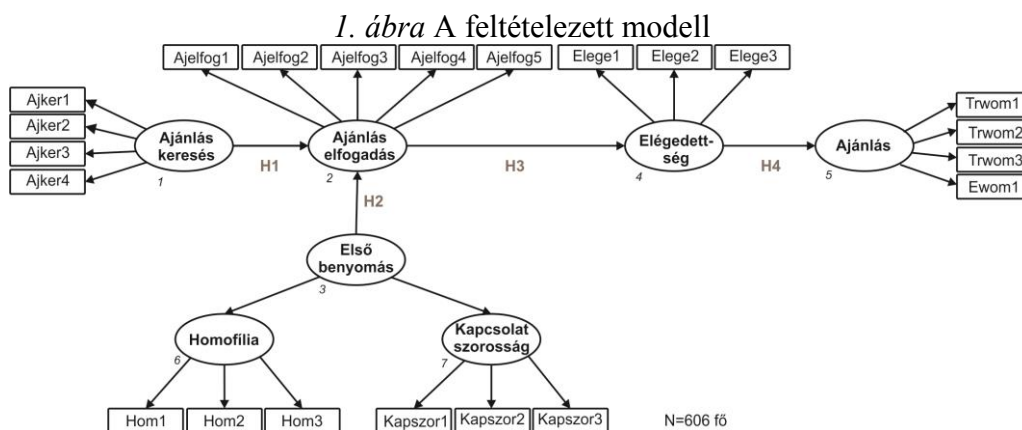 1. ábra A feltételezett modell
Ajelfog1 Ajelfog2 Ajelfog3 Ajelfog4 Ajelfog5 Elege1 Elege2 Elege3
Ajker1
Ajker2
Ajker3
Ajker4
Ajánlás
keresés
1
H1
Ajánlás
elfogadás
2
H3
Elégedett-
ség
4
H4
Ajánlás
5
Trwom1
Trwom2
Trwom3
Ewom1
H2
Első
benyomás
3
Homofília
6
Kapcsolat
szorosság
7
Hom1 Hom2 Hom3 Kapszor1 Kapszor2 Kapszor3 N=606 fő